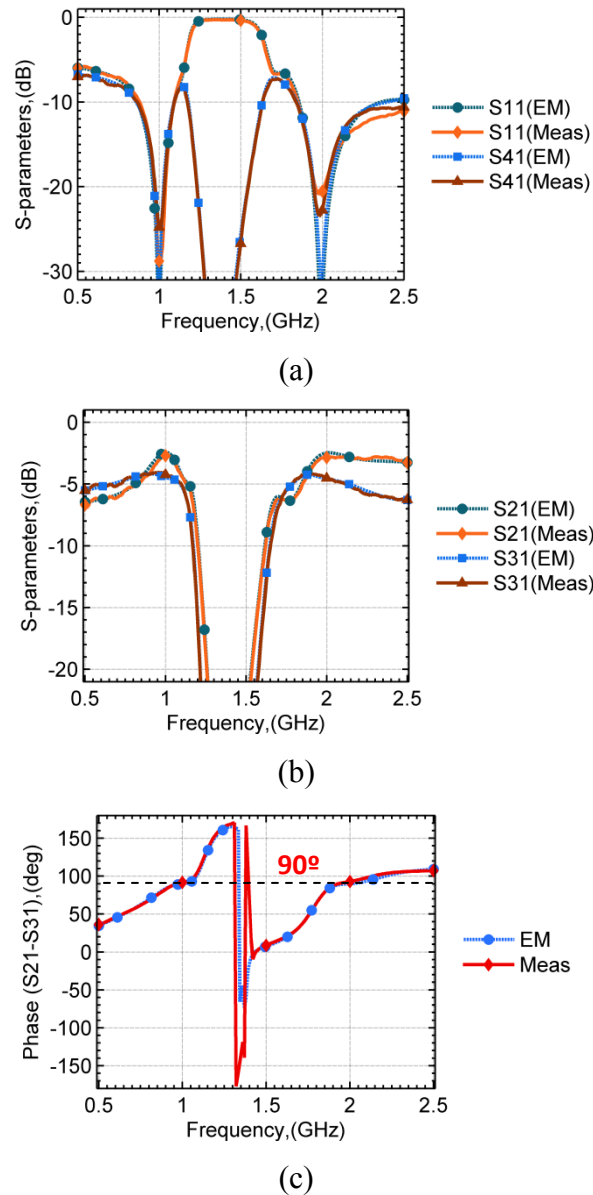 0
-10
-20
-30
S-parameters,(dB)
0.5 1 1.5 2 2.5
Frequency,(GHz)
S11(EM)
S11(Meas)
S41(EM)
S41(Meas)
(a)
0
-5
-10
-15
-20
S-parameters,(dB)
0.5 1 1.5 2 2.5
Frequency,(GHz)
S21(EM)
S21(Meas)
S31(EM)
S31(Meas)
(b)
150
100
50
0
-50
-100
-150
Phase (S21-S31),(deg)
90º
0.5 1 1.5 2 2.5
Frequency,(GHz)
EM
Meas
(c)